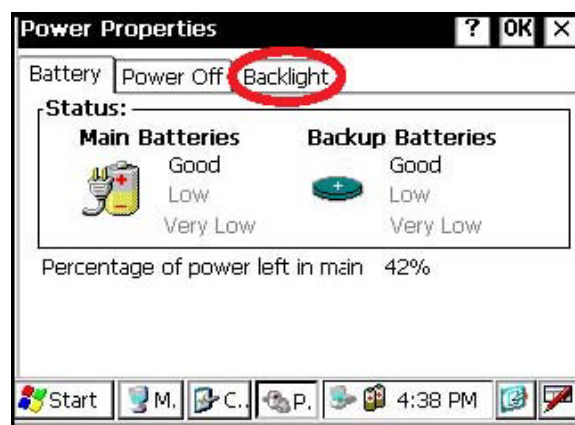 Power Properties ? OK ×
Battery Power Off Backlight
Status:
Main Batteries Backup Batteries
Good Good
Low Low
Very Low Very Low
Percentage of power left in main 42%
Start M. C.. P. 4:38 PM